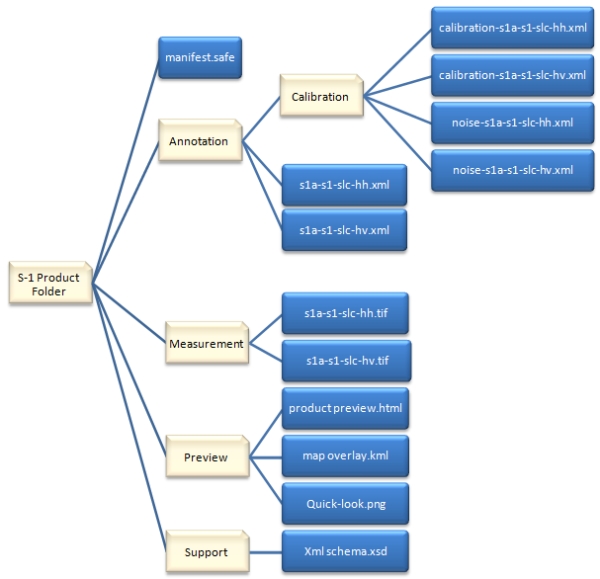 manifest.safe
calibration-s1a-s1-slc-hh.xml
calibration-s1a-s1-slc-hv.xml
Calibration
noise-s1a-s1-slc-hh.xml
Annotation
noise-s1a-s1-slc-hv.xml
s1a-s1-slc-hh.xml
s1a-s1-slc-hv.xml
S-1 Product
Folder
s1a-s1-slc-hh.tif
Measurement
s1a-s1-slc-hv.tif
product preview.html
Preview
map overlay.kml
Quick-look.png
Support
Xml schema.xsd